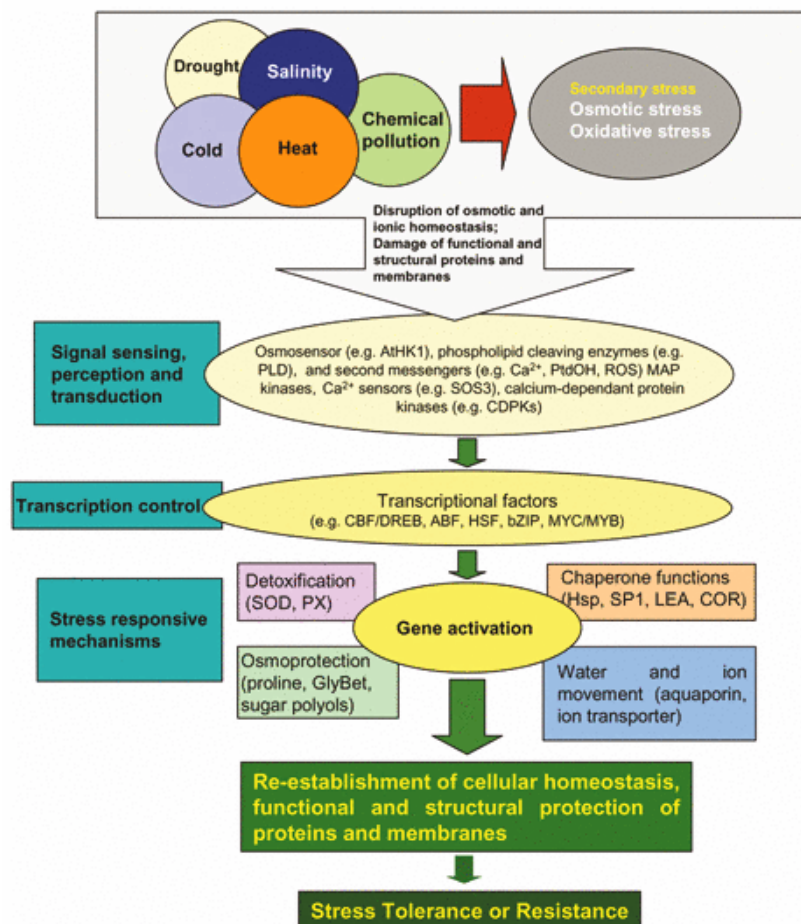 Drought
Salinity
Cold
Heat
Chemical
pollution
Secondary stress
Osmotic stress
Oxidative stress
Disruption of osmotic and
ionic homeostasis;
Damage of functional and
structural proteins and
membranes
Signal sensing,
perception and
transduction
Osmosensor (e.g. AtHK1), phospholipid cleaving enzymes (e.g.
PLD), and second messengers (e.g. Ca²⁺, PtdOH, ROS) MAP
kinases, Ca²⁺ sensors (e.g. SOS3), calcium-dependant protein
kinases (e.g. CDPKs)
Transcription control
Transcriptional factors
(e.g. CBF/DREB, ABF, HSF, bZIP, MYC/MYB)
Stress responsive
mechanisms
Detoxification
(SOD, PX)
Chaperone functions
(Hsp, SP1, LEA, COR)
Gene activation
Osmoprotection
(proline, GlyBet,
sugar polyols)
Water and ion
movement (aquaporin,
ion transporter)
Re-establishment of cellular homeostasis,
functional and structural protection of
proteins and membranes
Stress Tolerance or Resistance